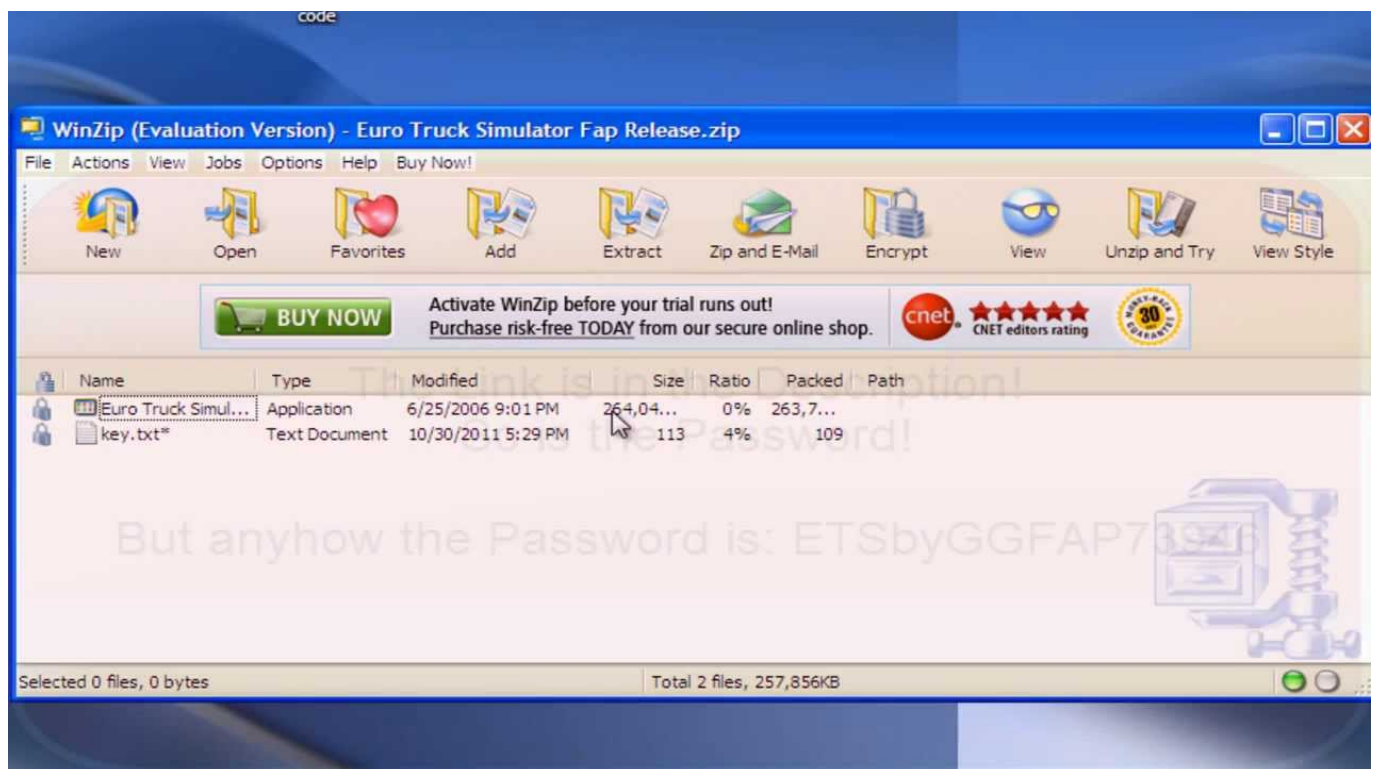 code
WinZip (Evaluation Version) - Euro Truck Simulator Fap Release.zip
File Actions View Jobs Options Help Buy Now!
New Open Favorites Add Extract Zip and E-Mail Encrypt View Unzip and Try View Style
BUY NOW
Activate WinZip before your trial runs out!
Purchase risk-free TODAY from our secure online shop.
cnet
CNET editors rating
30
Name Type Modified Size Ratio Packed Path
Euro Truck Simul... Application 6/25/2006 9:01 PM 264,04... 0% 263,7...
key.txt* Text Document 10/30/2011 5:29 PM 113 4% 109
The Link is in the Description!
So is the Password!
But anyhow the Password is: ETSbyGGFAP73946
Selected 0 files, 0 bytes
Total 2 files, 257,856KB